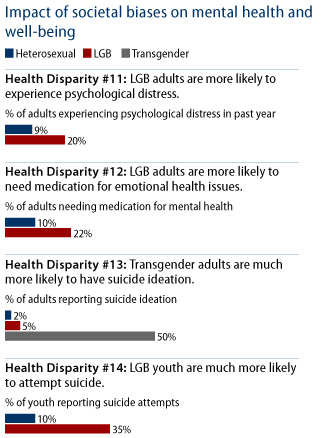 Impact of societal biases on mental health and
well-being
Heterosexual LGB Transgender
Health Disparity #11: LGB adults are more likely to
experience psychological distress.
% of adults experiencing psychological distress in past year
9%
20%
Health Disparity #12: LGB adults are more likely to
need medication for emotional health issues.
% of adults needing medication for mental health
10%
22%
Health Disparity #13: Transgender adults are much
more likely to have suicide ideation.
% of adults reporting suicide ideation
2%
5%
50%
Health Disparity #14: LGB youth are much more likely
to attempt suicide.
% of youth reporting suicide attempts
10%
35%